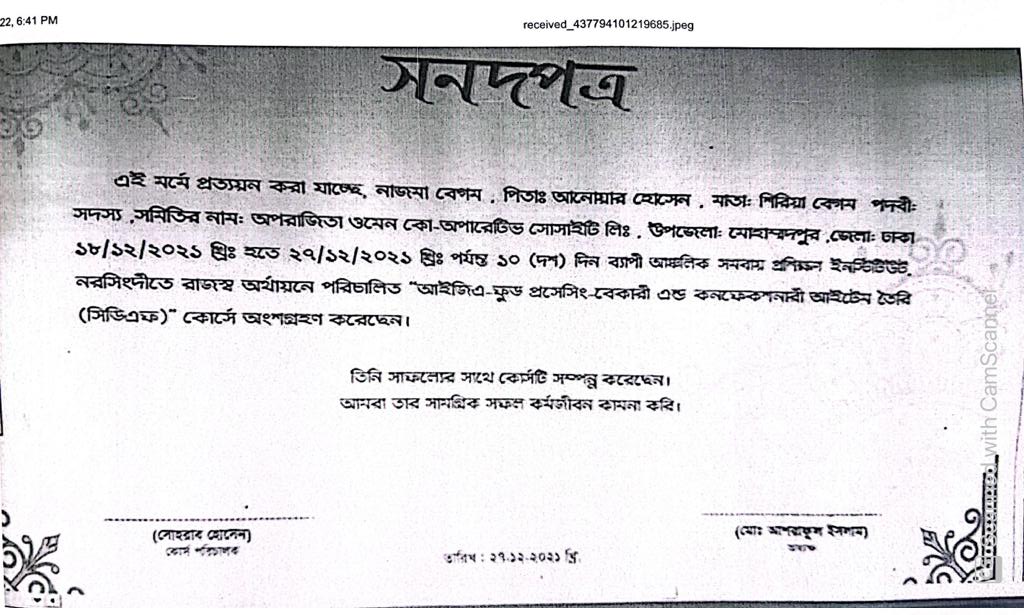 22, 6:41 PM
received_437794101219685.jpeg
সনদপত্র
এই মর্মে প্রত্যয়ন করা যাচ্ছে, নাজমা বেগম , পিতাঃ আনোয়ার হোসেন , মাতাঃ পিরিয়া বেগম পদবীঃ
সদস্য ,সমিতির নামঃ অপরাজিতা ওমেন কো-অপারেটিভ সোসাইটি লিঃ , উপজেলাঃ মোহাম্মদপুর ,জেলাঃ ঢাকা
১৮/১২/২০২১ খ্রিঃ হতে ২৭/১২/২০২১ খ্রিঃ পর্যন্ত ১০ (দশ) দিন ব্যাপী আঞ্চলিক সমবায় প্রশিক্ষন ইনস্টিটিউট,
নরসিংদীতে রাজস্ব অর্থায়নে পরিচালিত “আইজিএ-ফুড প্রসেসিং-বেকারী এন্ড কনফেকশনারী আইটেম তৈরি
(সিডিএফ)” কোর্সে অংশগ্রহণ করেছেন।
তিনি সাফল্যের সাথে কোর্সটি সম্পন্ন করেছেন।
আমরা তার সামগ্রিক সফল কর্মজীবন কামনা করি।
(সোহরাব হোসেন)
কোর্স পরিচালক
তারিখ : ২৭.১২-২০২১ খ্রি.
(মোঃ আশরাফুল ইসলাম)
অধ্যক্ষ
Scanned with CamScanner